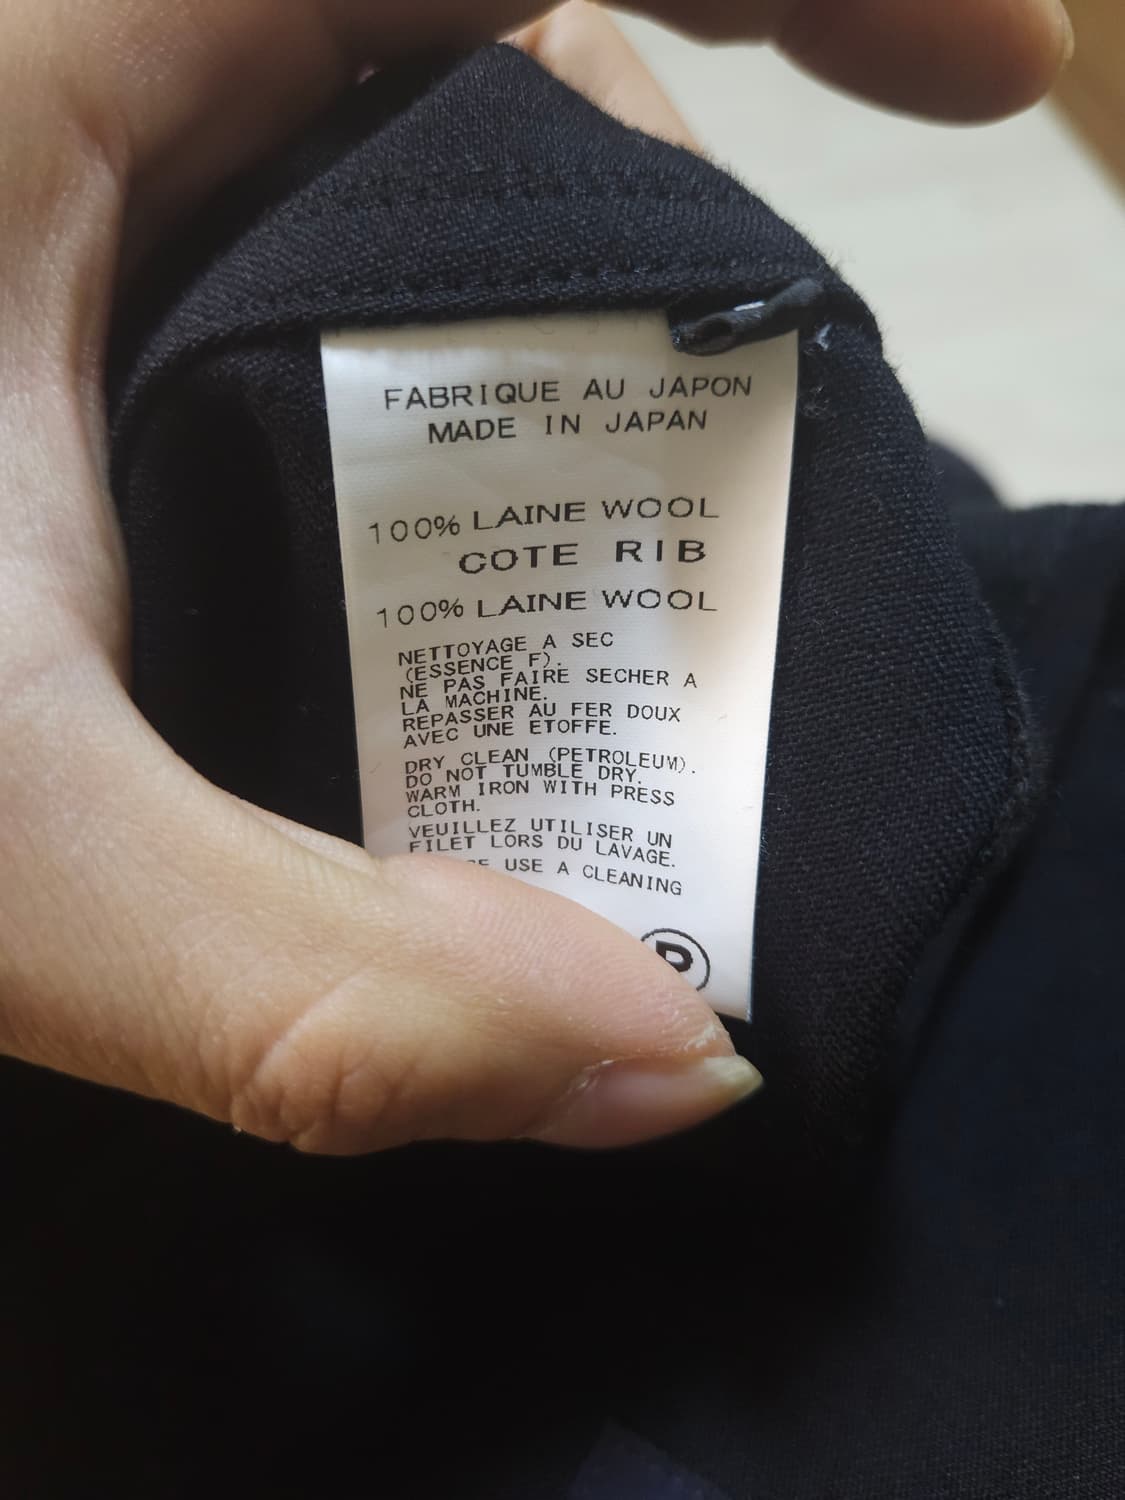 FABRIQUE AU JAPON
MADE IN JAPAN
100% LAINE WOOL
COTE RIB
100% LAINE WOOL
NETTOYAGE A SEC
(ESSENCE F).
NE PAS FAIRE SECHER A
LA MACHINE.
REPASSER AU FER DOUX
AVEC UNE ETOFFE.
DRY CLEAN (PETROLEUM).
DO NOT TUMBLE DRY.
WARM IRON WITH PRESS
CLOTH.
VEUILLEZ UTILISER UN
FILET LORS DU LAVAGE.
USE A CLEANING